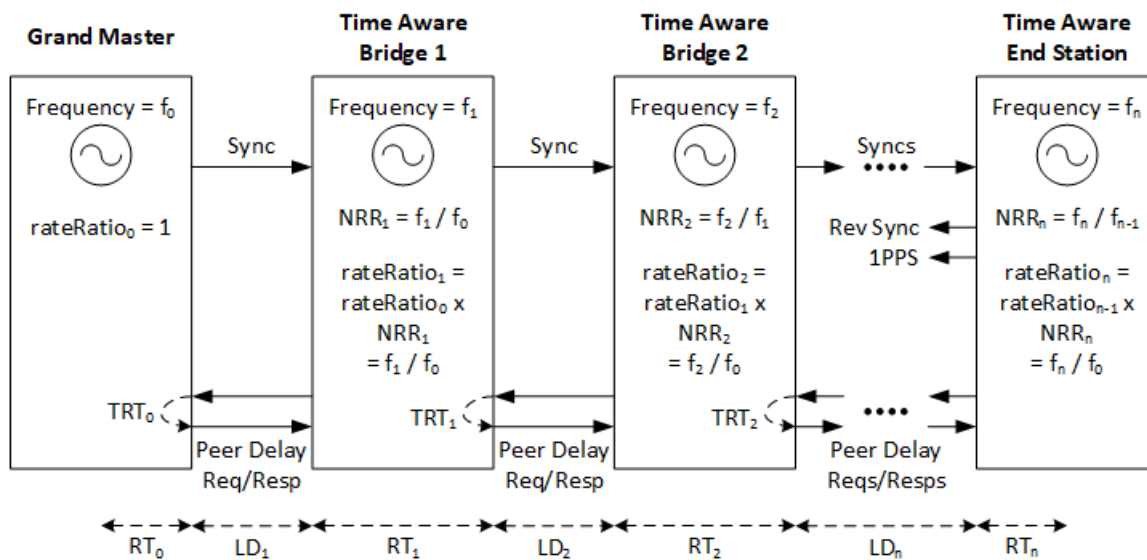 Grand Master
Time Aware
Bridge 1
Time Aware
Bridge 2
Time Aware
End Station
Frequency = f₀
rateRatio₀ = 1
TRT₀
Sync
Peer Delay
Req/Resp
Frequency = f₁
NRR₁ = f₁ / f₀
rateRatio₁ =
rateRatio₀ x
NRR₁
= f₁ / f₀
TRT₁
Sync
Peer Delay
Req/Resp
Frequency = f₂
NRR₂ = f₂ / f₁
rateRatio₂ =
rateRatio₁ x
NRR₂
= f₂ / f₀
TRT₂
Syncs
Rev Sync
1PPS
Peer Delay
Reqs/Resps
Frequency = fₙ
NRRₙ = fₙ / fₙ₋₁
rateRatioₙ =
rateRatioₙ₋₁ x
NRRₙ
= fₙ / f₀
RT₀
LD₁
RT₁
LD₂
RT₂
LDₙ
RTₙ